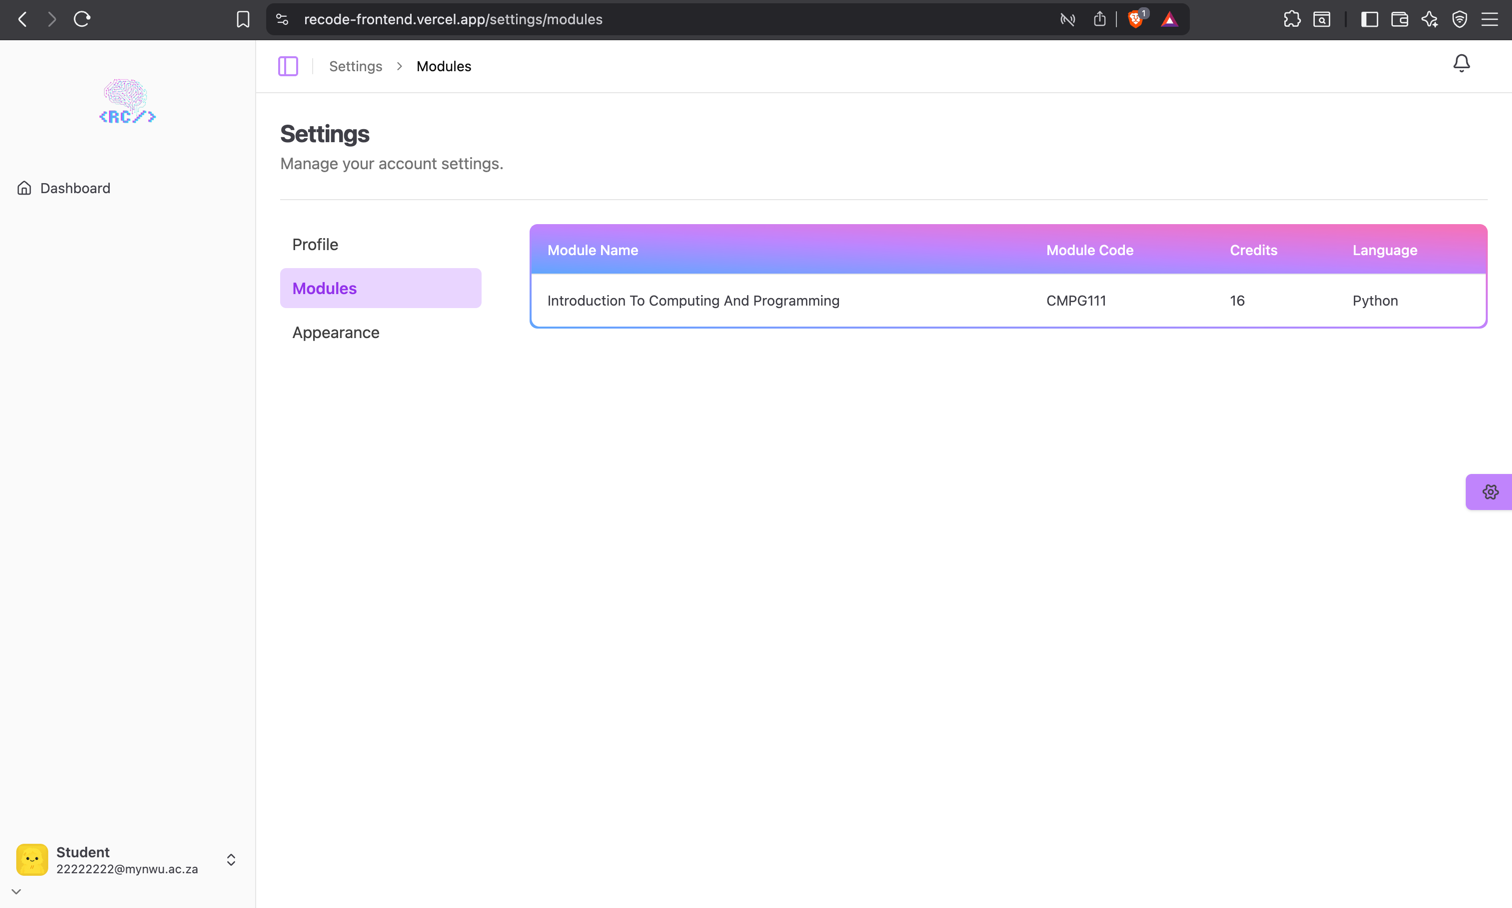 recode-frontend.vercel.app/settings/modules
1
<RC/>
Settings > Modules
Dashboard
Settings
Manage your account settings.
Profile
Modules
Appearance
Module Name Module Code Credits Language
Introduction To Computing And Programming CMPG111 16 Python
Student
22222222@mynwu.ac.za